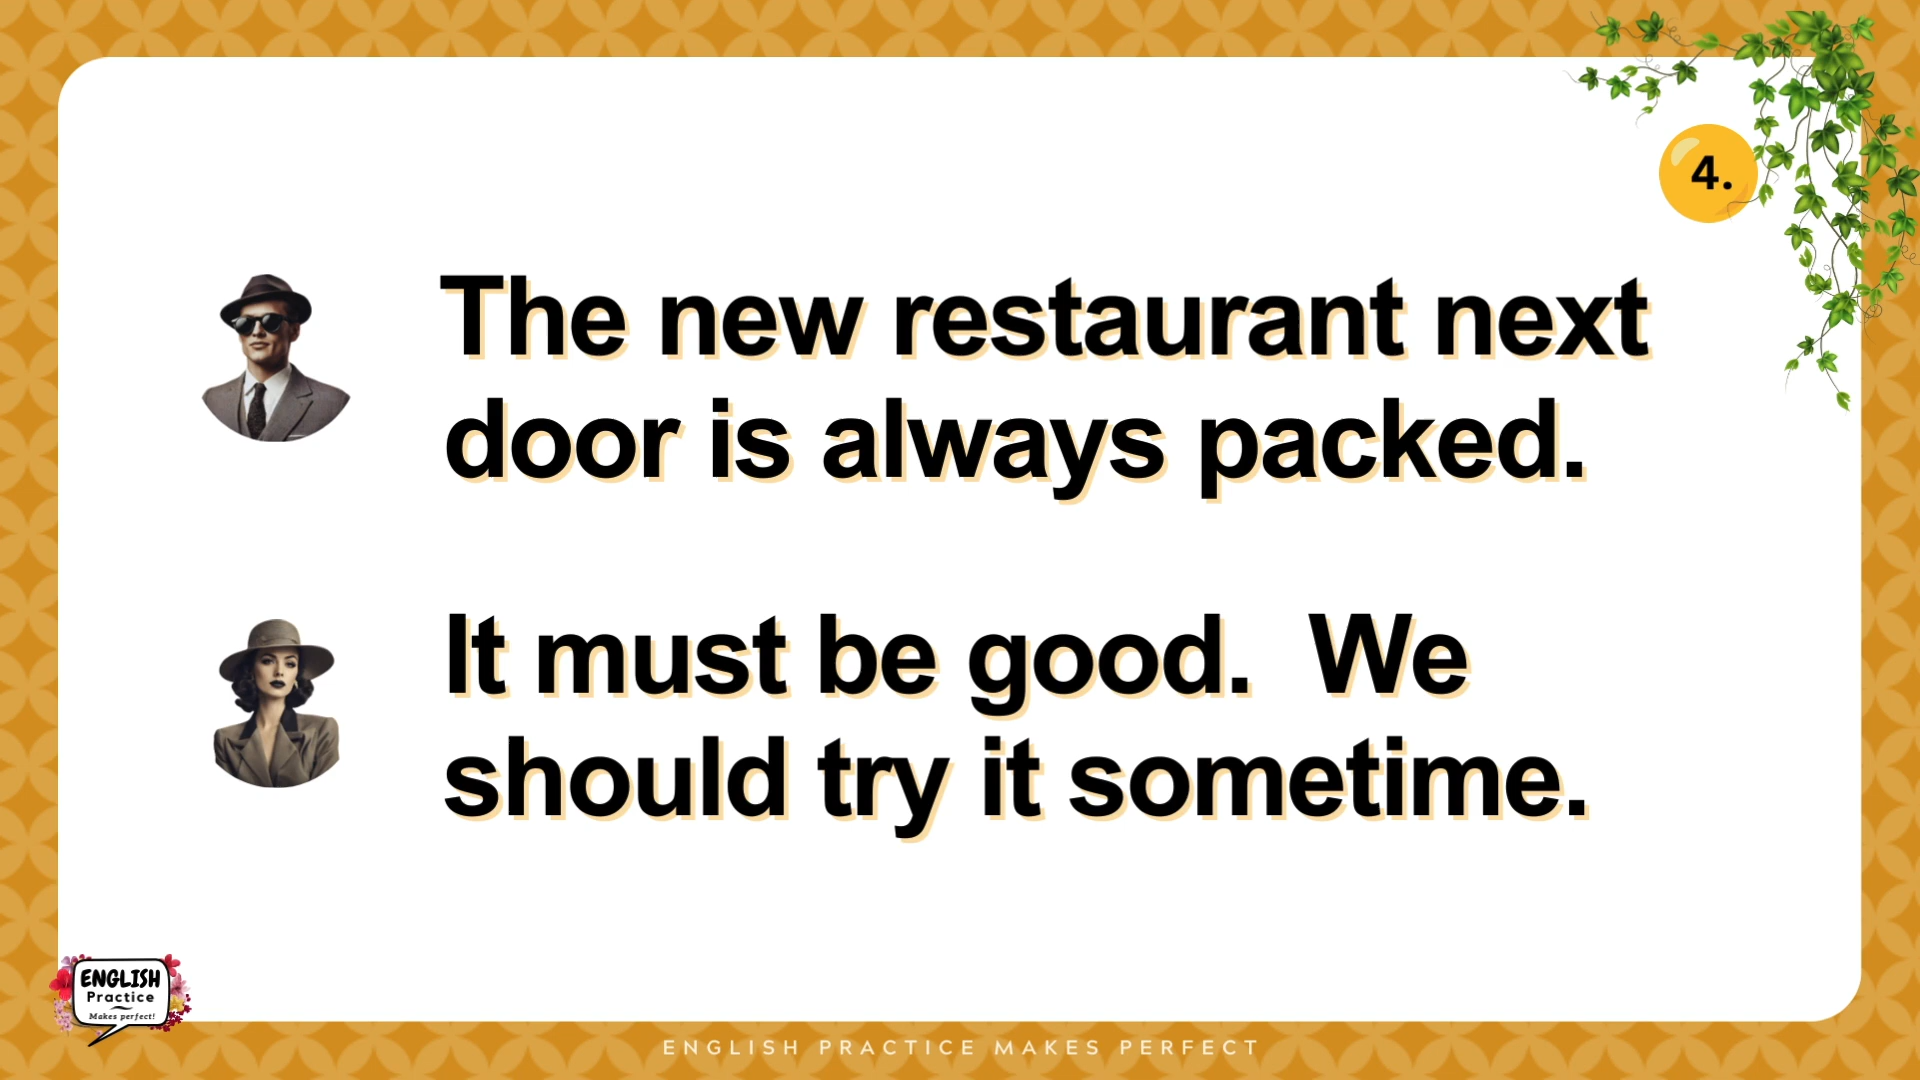 4.
The new restaurant next
door is always packed.
It must be good.  We
should try it sometime.
ENGLISH
Practice
Makes perfect!
ENGLISH PRACTICE MAKES PERFECT